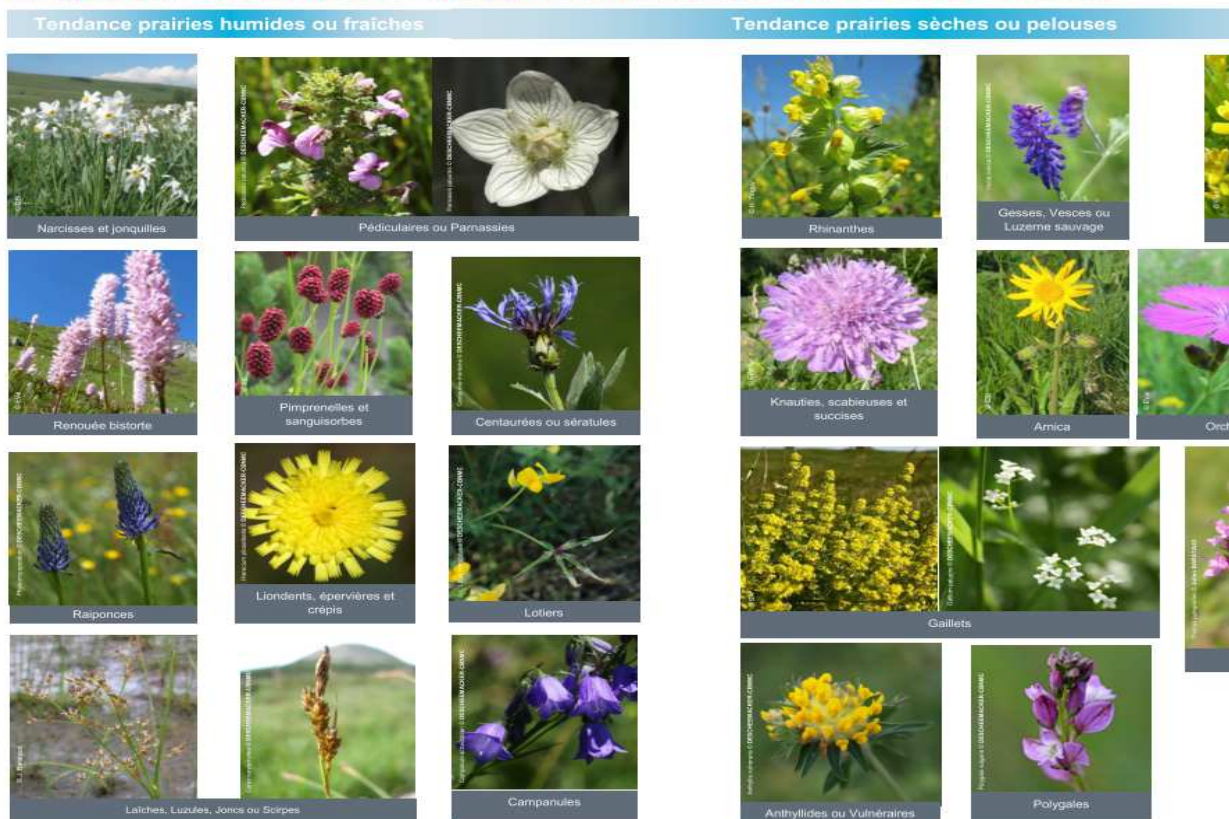 Tendance prairies humides ou fraîches
Tendance prairies sèches ou pelouses
Narcisses et jonquilles
Pédiculaires ou Parnassies
Rhinanthes
Gesses, Vesces ou
Luzerne sauvage
Renouée bistorte
Pimprenelles et
sanguisorbes
Centaurées ou sératules
Knauties, scabieuses et
succises
Arnica
Orch
Raiponces
Liondents, épervières et
crépis
Lotiers
Gaillets
Laîches, Luzules, Joncs ou Scirpes
Campanules
Anthyllides ou Vulnéraires
Polygales